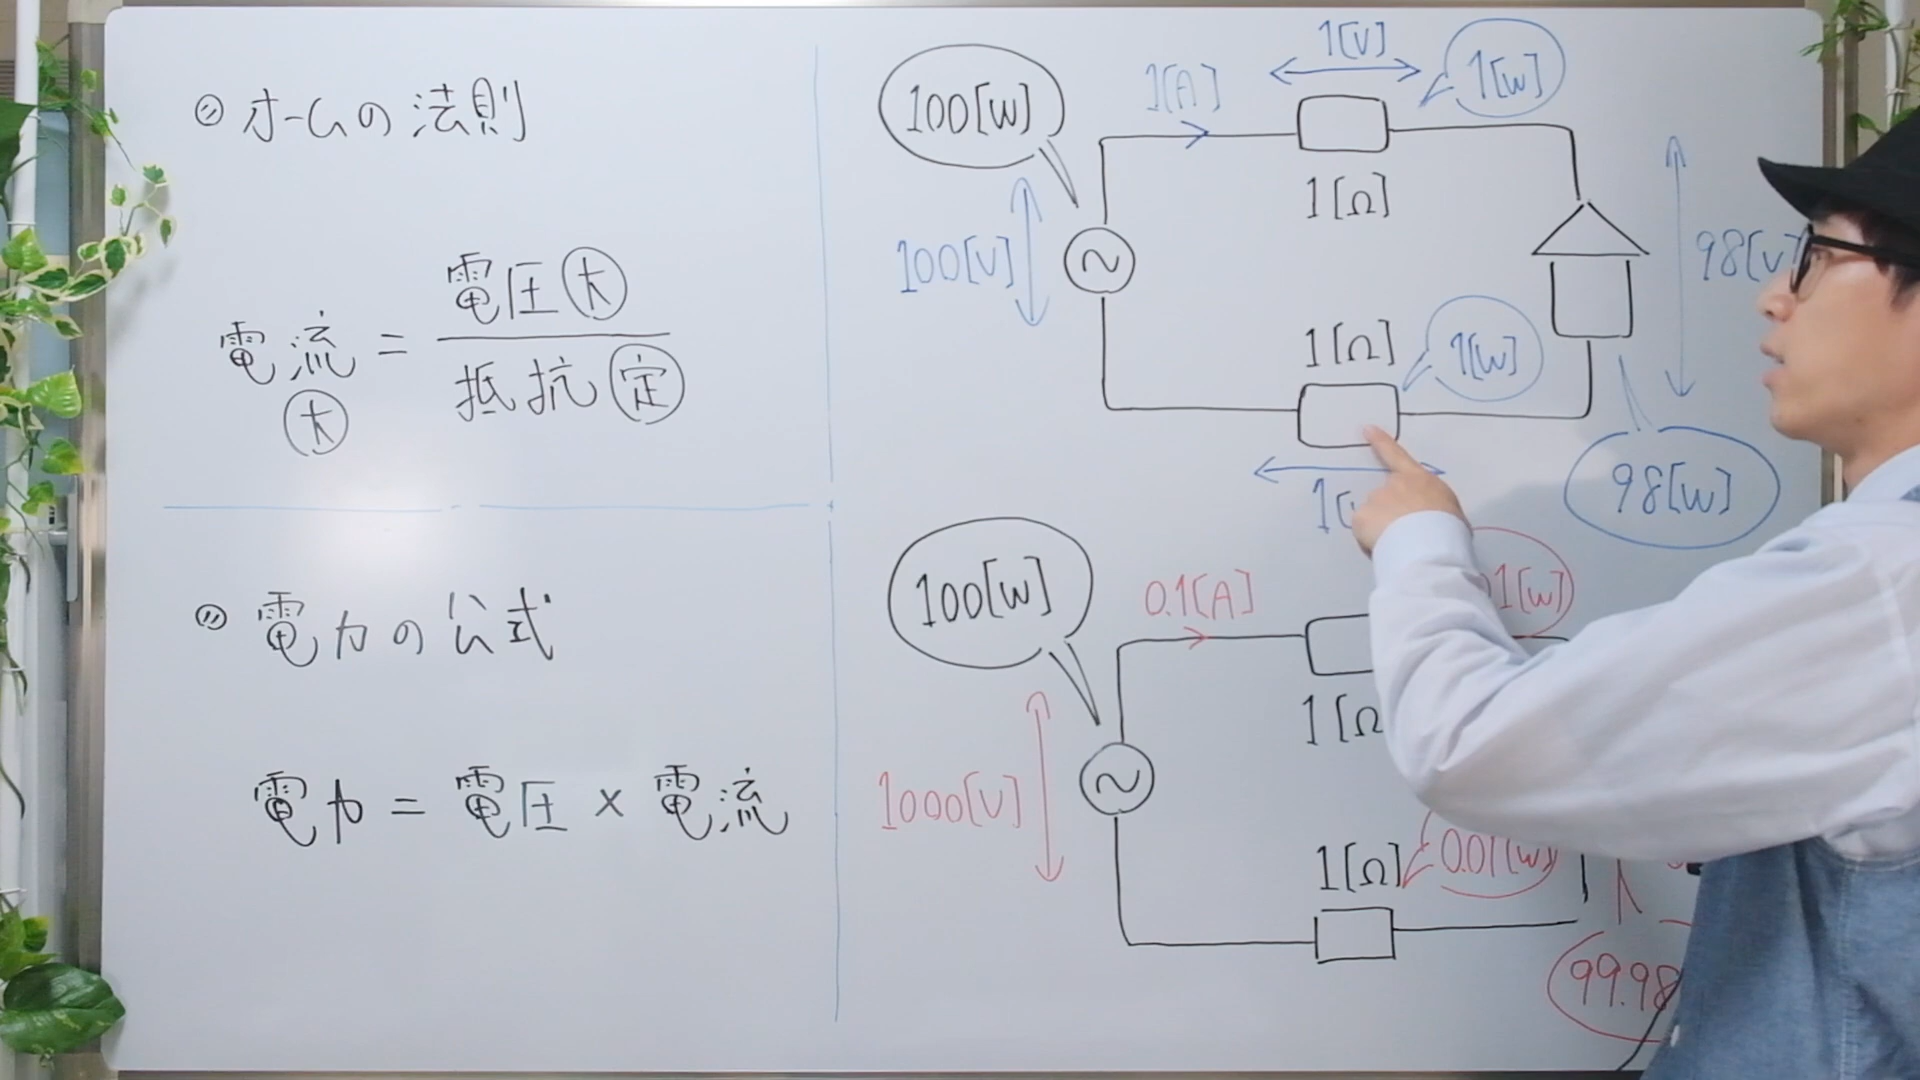 オームの法則
電流 = 電圧 大
抵抗 定
大
電力の公式
電力 = 電圧 × 電流
100[W]
1[A]
1[V]
1[W]
1[Ω]
100[V]
98[V]
1[Ω]
1[W]
98[W]
100[W]
0.1[A]
1[W]
1[Ω
1000[V]
1[Ω]
0.01[W]
99.98